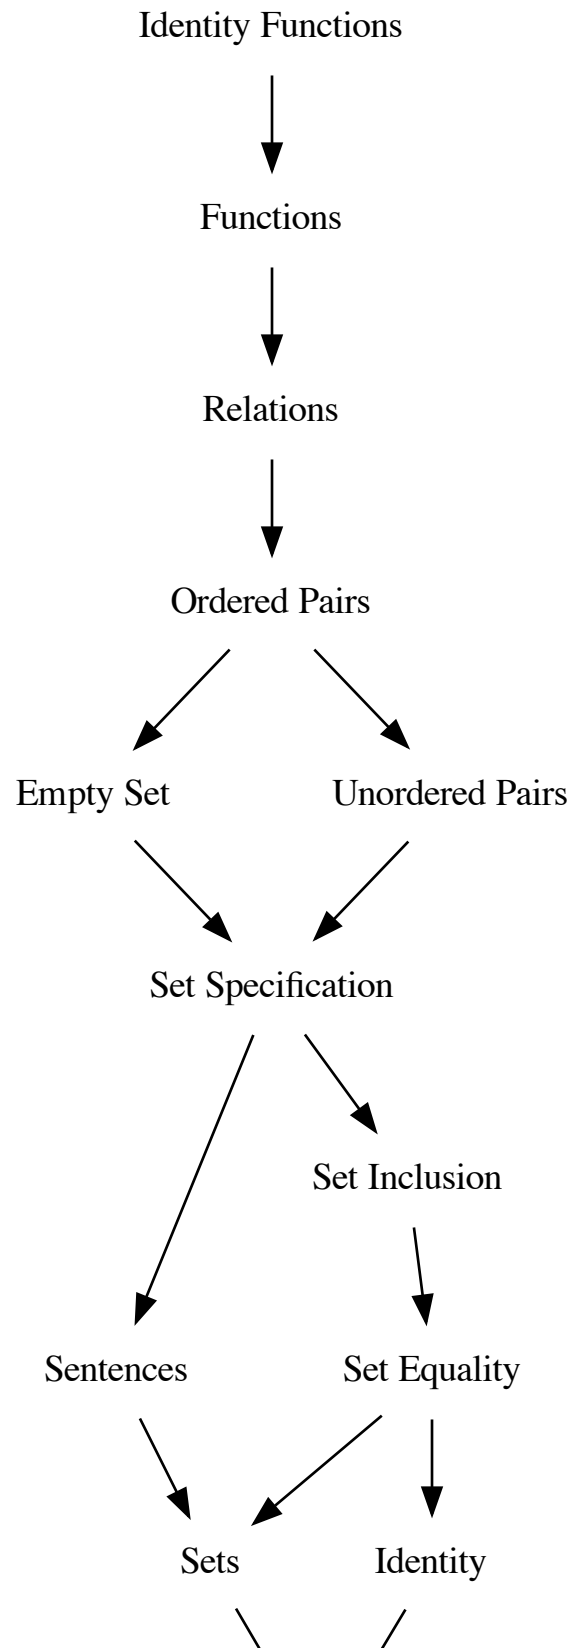 Identity Functions
Functions
Relations
Ordered Pairs
Empty Set
Unordered Pairs
Set Specification
Set Inclusion
Sentences
Set Equality
Sets
Identity